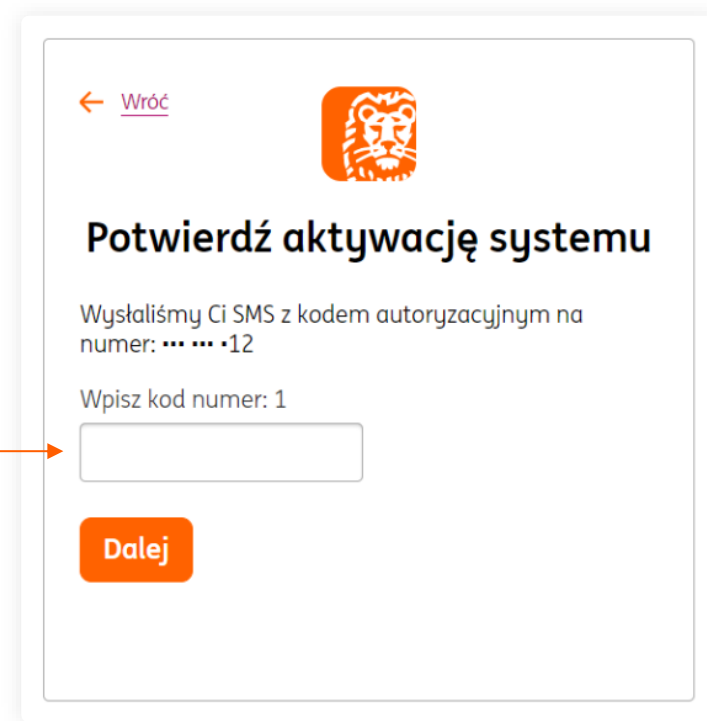 Wróć
Potwierdź aktywację systemu
Wysłaliśmy Ci SMS z kodem autoryzacyjnym na
numer: ••• ••• •12
Wpisz kod numer: 1
Dalej